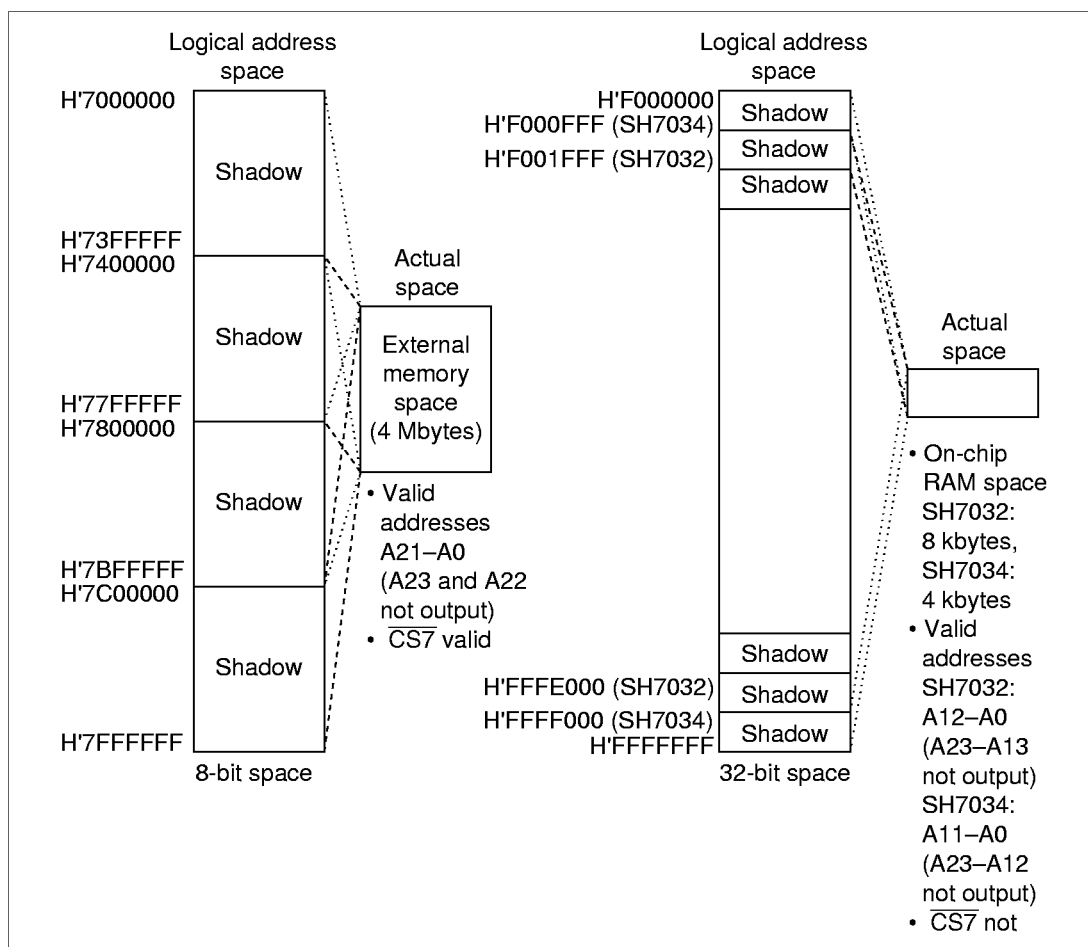 Logical address
space
H'7000000
Shadow
H'73FFFFF
H'7400000
Shadow
H'77FFFFF
H'7800000
Shadow
H'7BFFFFF
H'7C00000
Shadow
H'7FFFFFF
8-bit space
Actual
space
External
memory
space
(4 Mbytes)
• Valid
addresses
A21–A0
(A23 and A22
not output)
• CS7 valid
Logical address
space
H'F000000
Shadow
H'F000FFF (SH7034)
Shadow
H'F001FFF (SH7032)
Shadow
Shadow
H'FFFE000 (SH7032)
Shadow
H'FFFF000 (SH7034)
Shadow
H'FFFFFFF
32-bit space
Actual
space
• On-chip
RAM space
SH7032:
8 kbytes,
SH7034:
4 kbytes
• Valid
addresses
SH7032:
A12–A0
(A23–A13
not output)
SH7034:
A11–A0
(A23–A12
not output)
• CS7 not